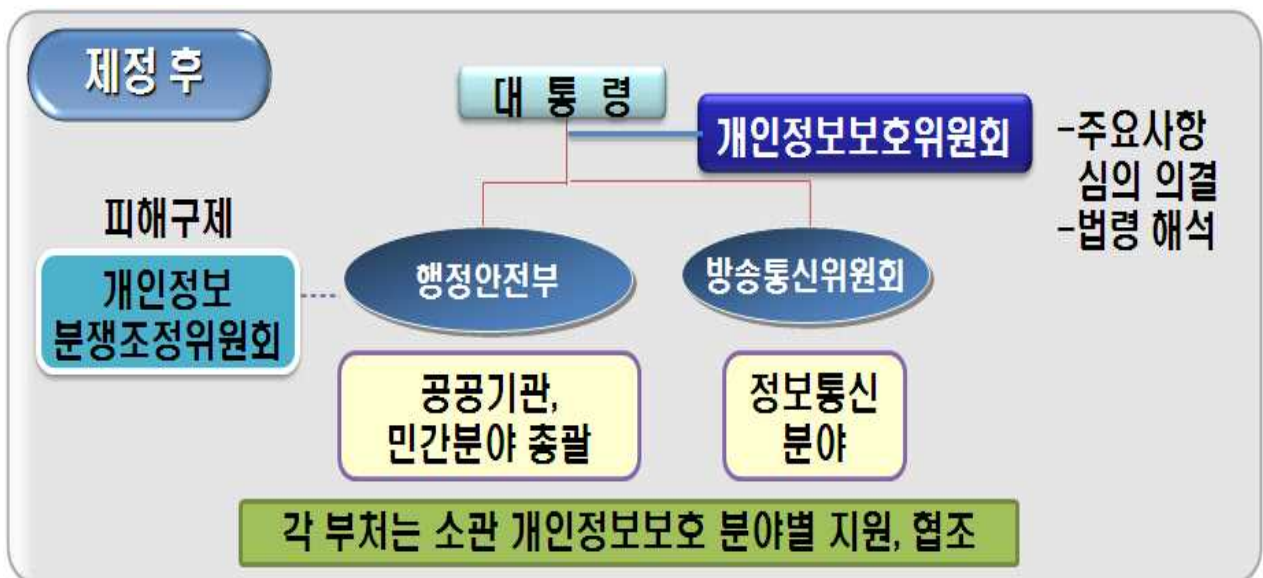 제정 후
대 통 령
개인정보보호위원회
-주요사항
심의 의결
-법령 해석
피해구제
개인정보
분쟁조정위원회
행정안전부
방송통신위원회
공공기관,
민간분야 총괄
정보통신
분야
각 부처는 소관 개인정보보호 분야별 지원, 협조